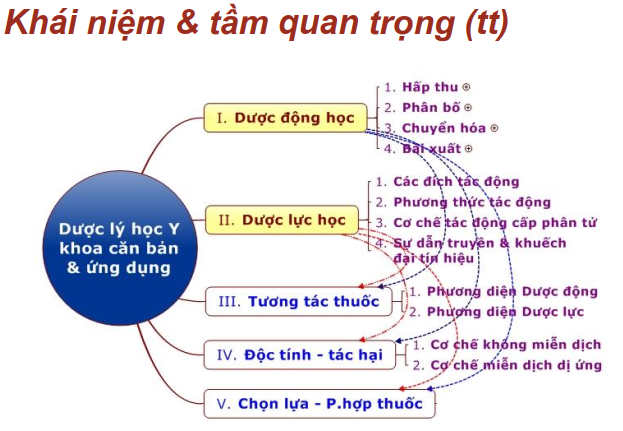 Khái niệm & tầm quan trọng (tt)
Dược lý học Y
khoa căn bản
& ứng dụng
I. Dược động học
1. Hấp thu
2. Phân bố
3. Chuyển hóa
4. Bài xuất
II. Dược lực học
1. Các đích tác động
2. Phương thức tác động
3. Cơ chế tác động cấp phân tử
4. Sự dẫn truyền & khuếch
đại tín hiệu
III. Tương tác thuốc
1. Phương diện Dược động
2. Phương diện Dược lực
IV. Độc tính - tác hại
1. Cơ chế không miễn dịch
2. Cơ chế miễn dịch dị ứng
V. Chọn lựa - P.hợp thuốc